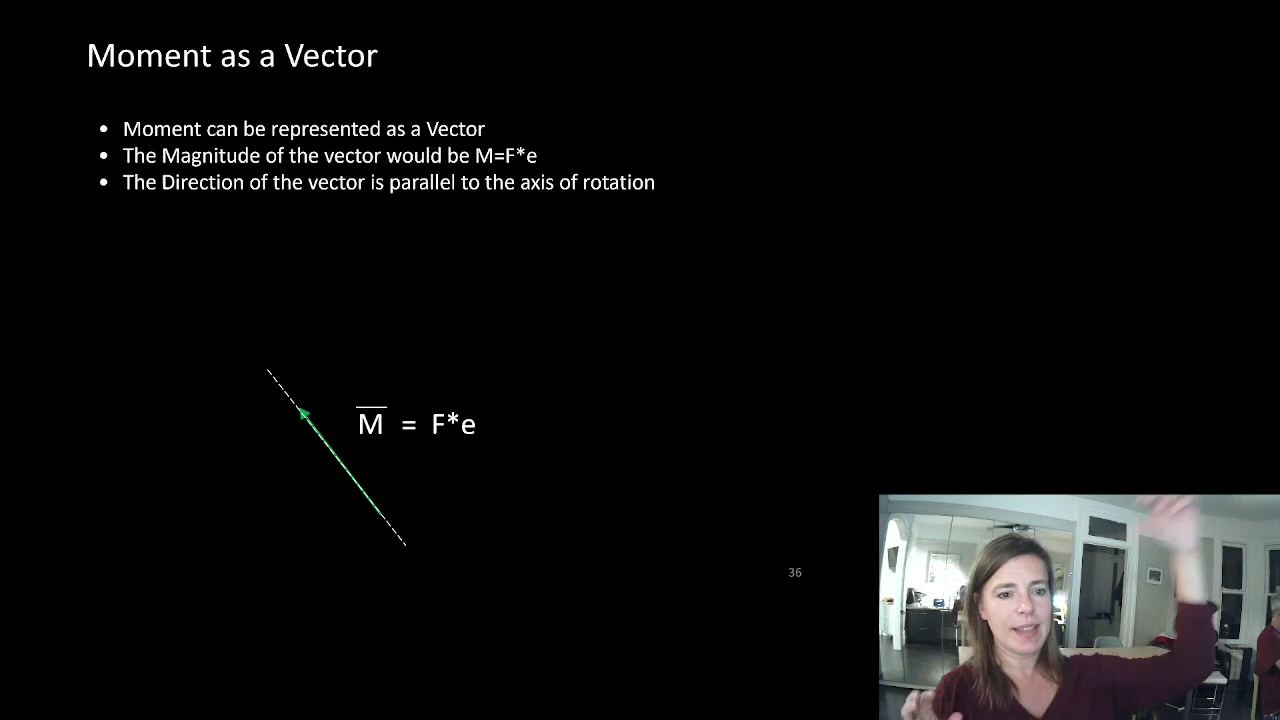 Moment as a Vector
• Moment can be represented as a Vector
• The Magnitude of the vector would be M=F*e
• The Direction of the vector is parallel to the axis of rotation
M̅ = F*e
36